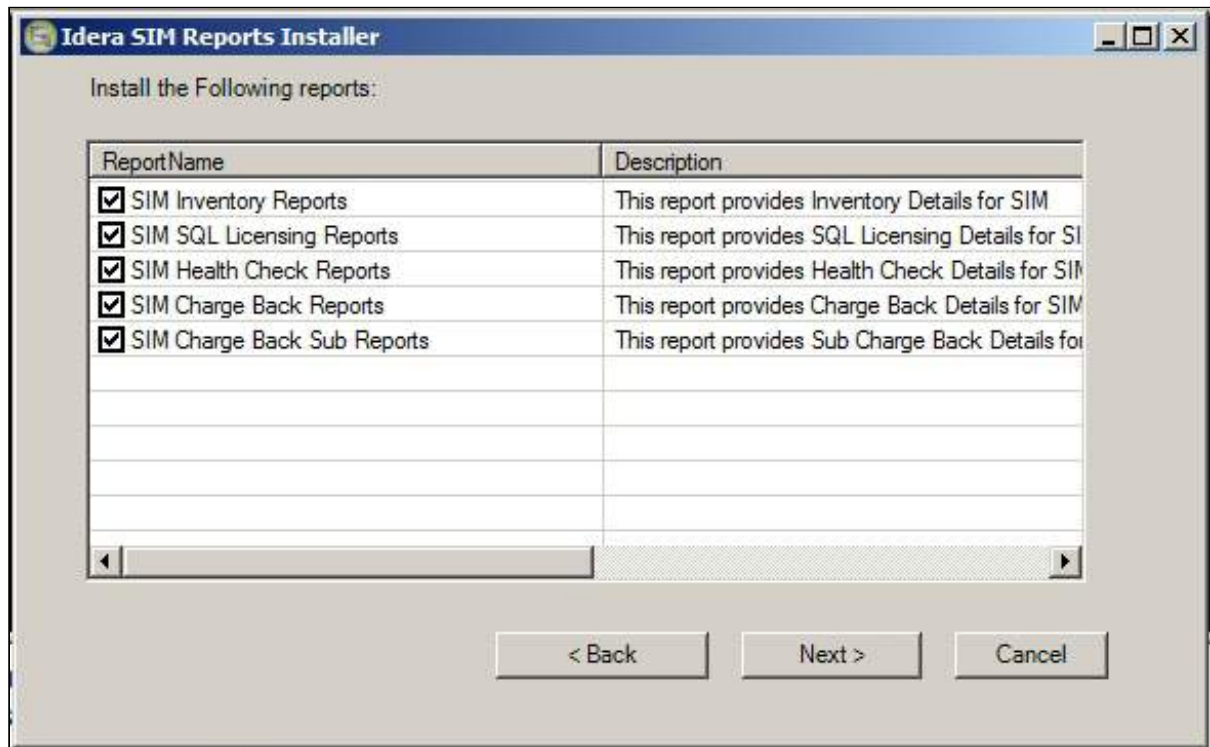 Idera SIM Reports Installer
Install the Following reports:
ReportName Description
SIM Inventory Reports This report provides Inventory Details for SIM
SIM SQL Licensing Reports This report provides SQL Licensing Details for SI
SIM Health Check Reports This report provides Health Check Details for SIM
SIM Charge Back Reports This report provides Charge Back Details for SIM
SIM Charge Back Sub Reports This report provides Sub Charge Back Details for
< Back Next > Cancel